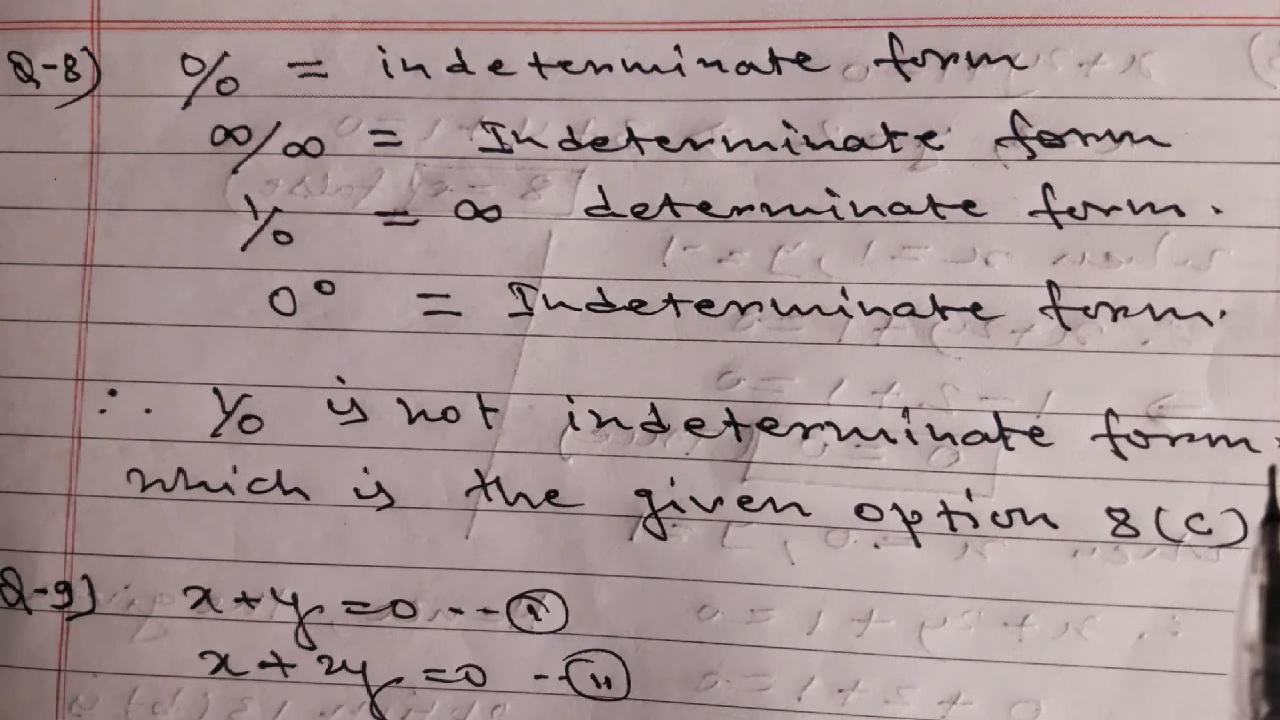 Q-8) 0/0 = indeterminate form
∞/∞ = Indeterminate form
1/0 = ∞ determinate form.
0⁰ = Indeterminate form.
∴ 1/0 is not indeterminate form
which is the given option 8(c)
Q-9) x+y=0 --- (i)
x+2y=0 --- (ii)